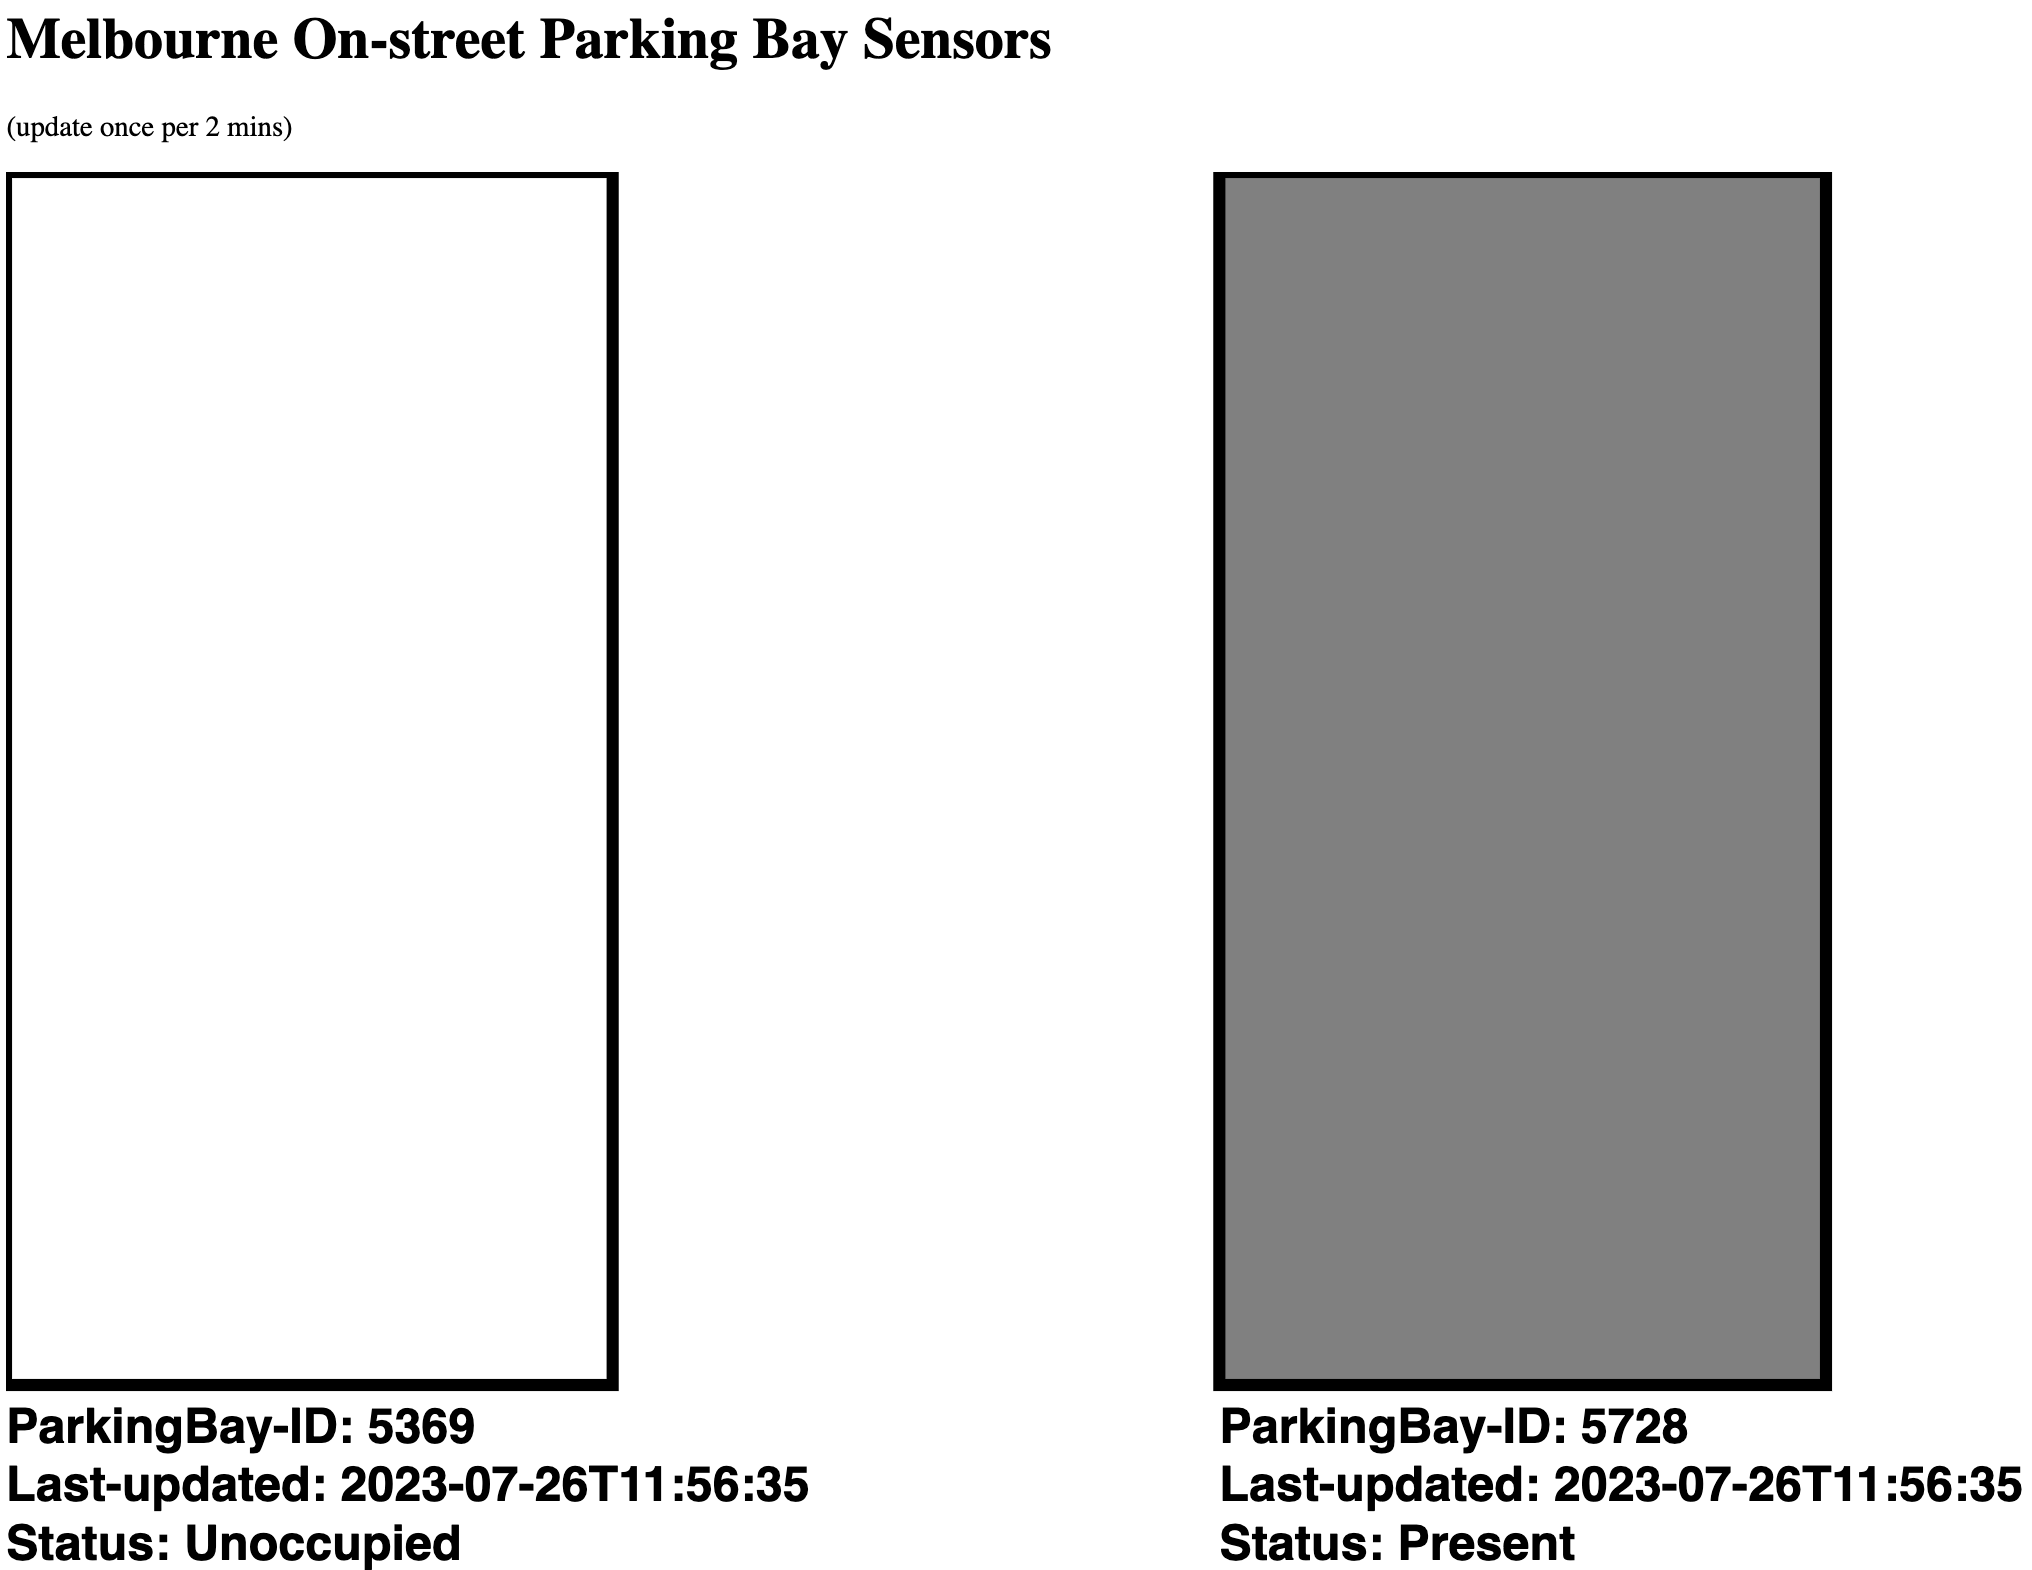 Melbourne On-street Parking Bay Sensors
(update once per 2 mins)
ParkingBay-ID: 5369
Last-updated: 2023-07-26T11:56:35
Status: Unoccupied
ParkingBay-ID: 5728
Last-updated: 2023-07-26T11:56:35
Status: Present